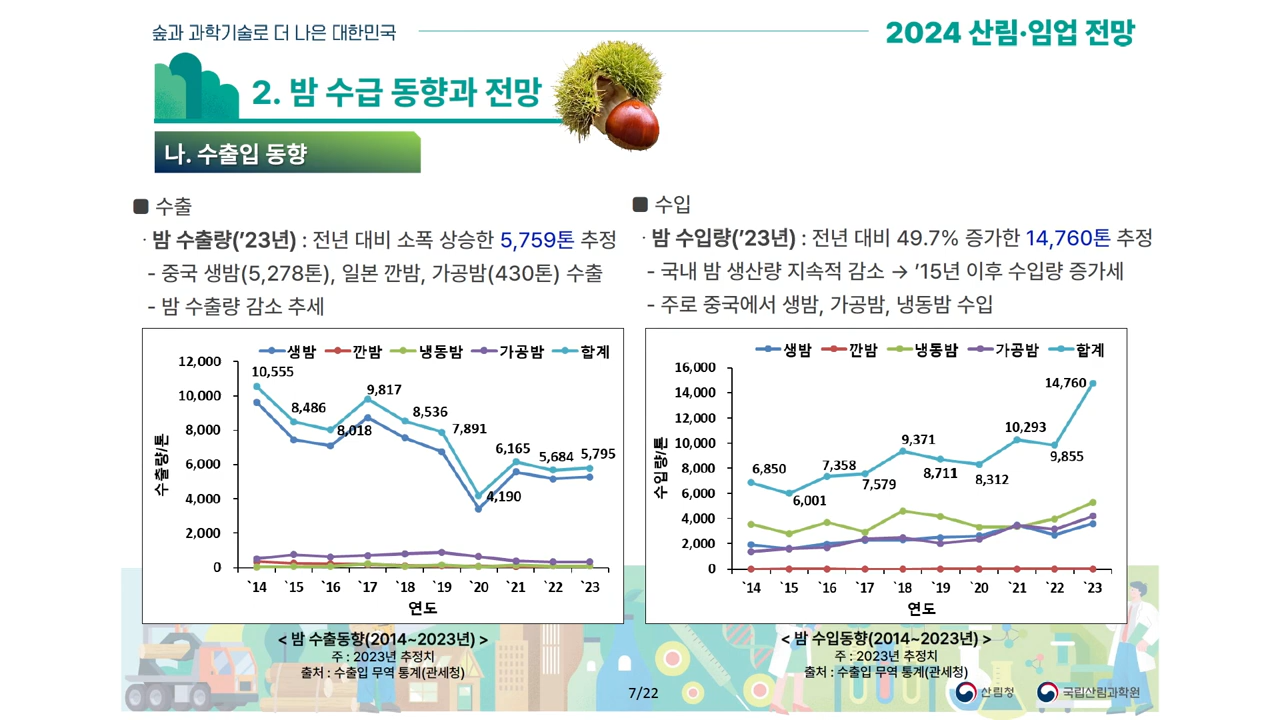 숲과 과학기술로 더 나은 대한민국
2024 산림·임업 전망
2. 밤 수급 동향과 전망
나. 수출입 동향
■ 수출
· 밤 수출량(’23년) : 전년 대비 소폭 상승한 5,759톤 추정
- 중국 생밤(5,278톤), 일본 깐밤, 가공밤(430톤) 수출
- 밤 수출량 감소 추세
생밤 깐밤 냉동밤 가공밤 합계
수출량/톤
12,000
10,000
8,000
6,000
4,000
2,000
0
10,555
8,486
8,018
9,817
8,536
7,891
4,190
6,165
5,684
5,795
`14 `15 `16 `17 `18 `19 `20 `21 `22 `23
연도
< 밤 수출동향(2014~2023년) >
주 : 2023년 추정치
출처 : 수출입 무역 통계(관세청)
■ 수입
· 밤 수입량(’23년) : 전년 대비 49.7% 증가한 14,760톤 추정
- 국내 밤 생산량 지속적 감소 → ’15년 이후 수입량 증가세
- 주로 중국에서 생밤, 가공밤, 냉동밤 수입
생밤 깐밤 냉동밤 가공밤 합계
수입량/톤
16,000
14,000
12,000
10,000
8,000
6,000
4,000
2,000
0
6,850
6,001
7,358
7,579
9,371
8,711
8,312
10,293
9,855
14,760
`14 `15 `16 `17 `18 `19 `20 `21 `22 `23
연도
< 밤 수입동향(2014~2023년) >
주 : 2023년 추정치
출처 : 수출입 무역 통계(관세청)
7/22
산림청
국립산림과학원